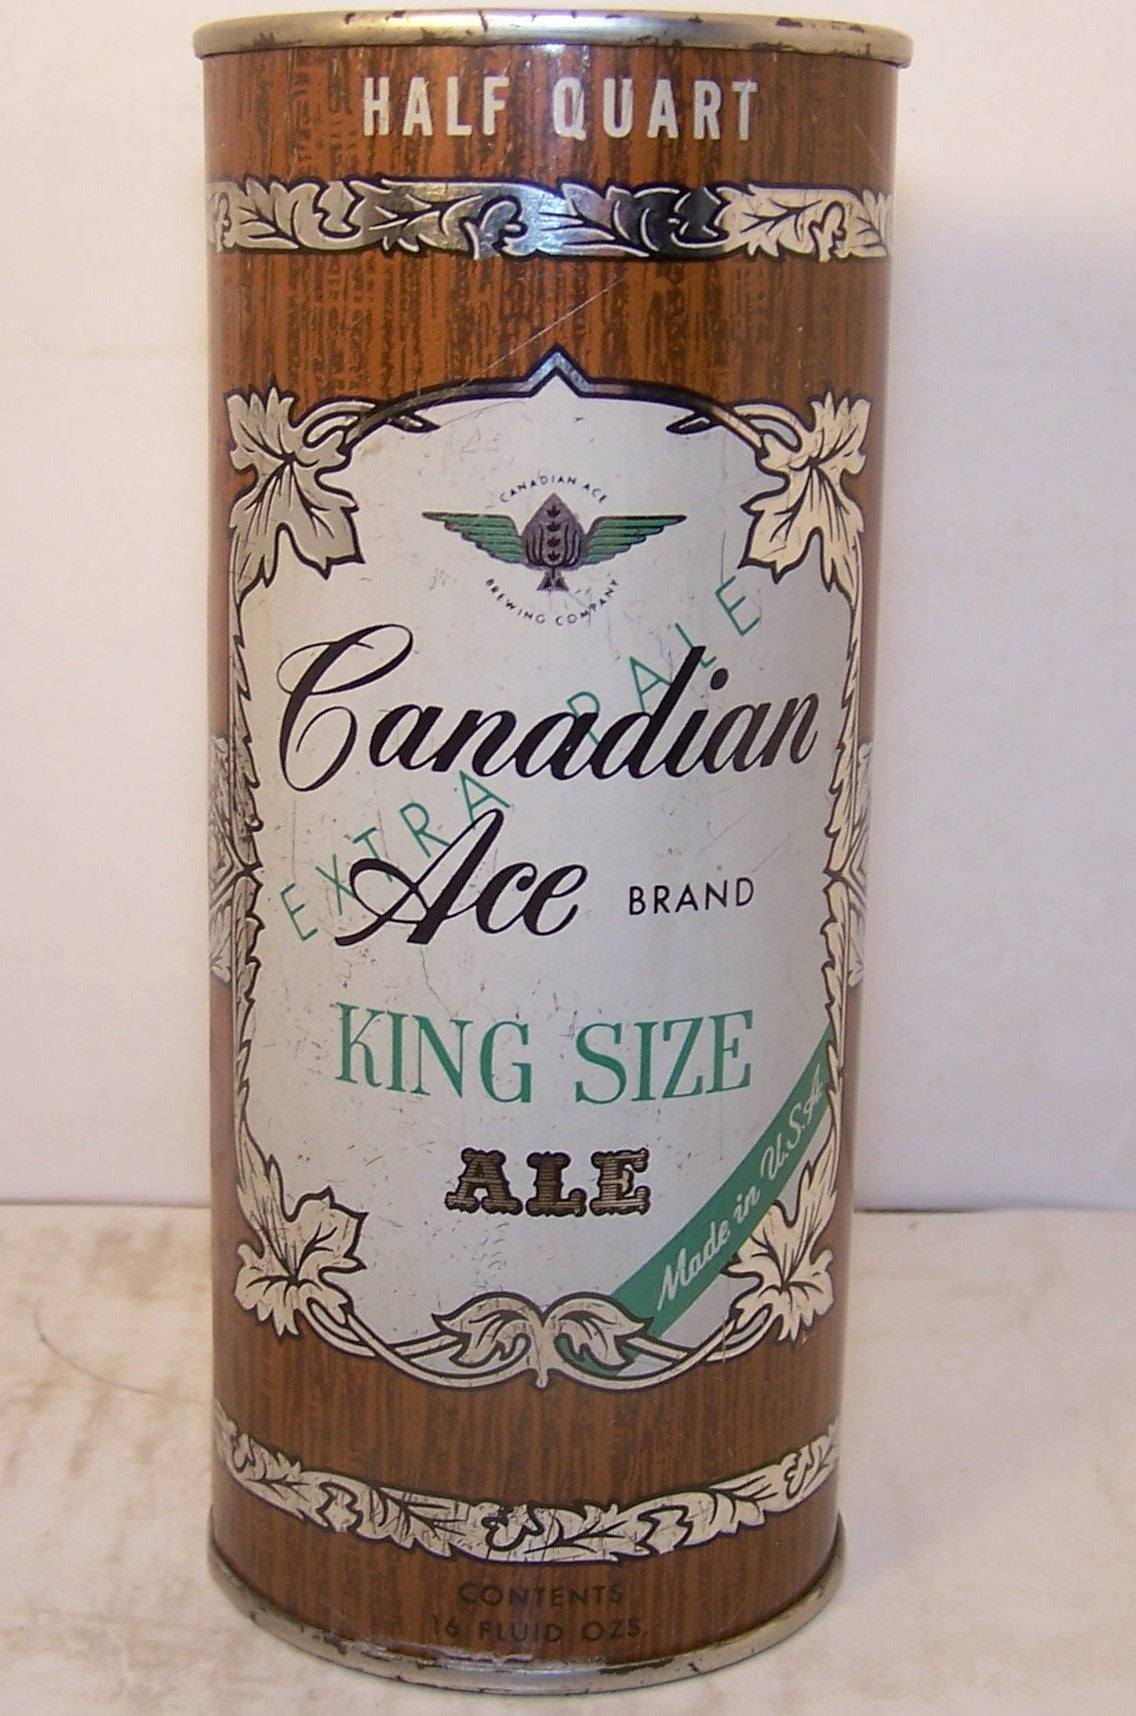 HALF QUART
CANADIAN ACE
BREWING COMPANY
EXTRA PALE
Canadian
Ace BRAND
KING SIZE
ALE
Made in U.S.A.
CONTENTS
16 FLUID OZS.